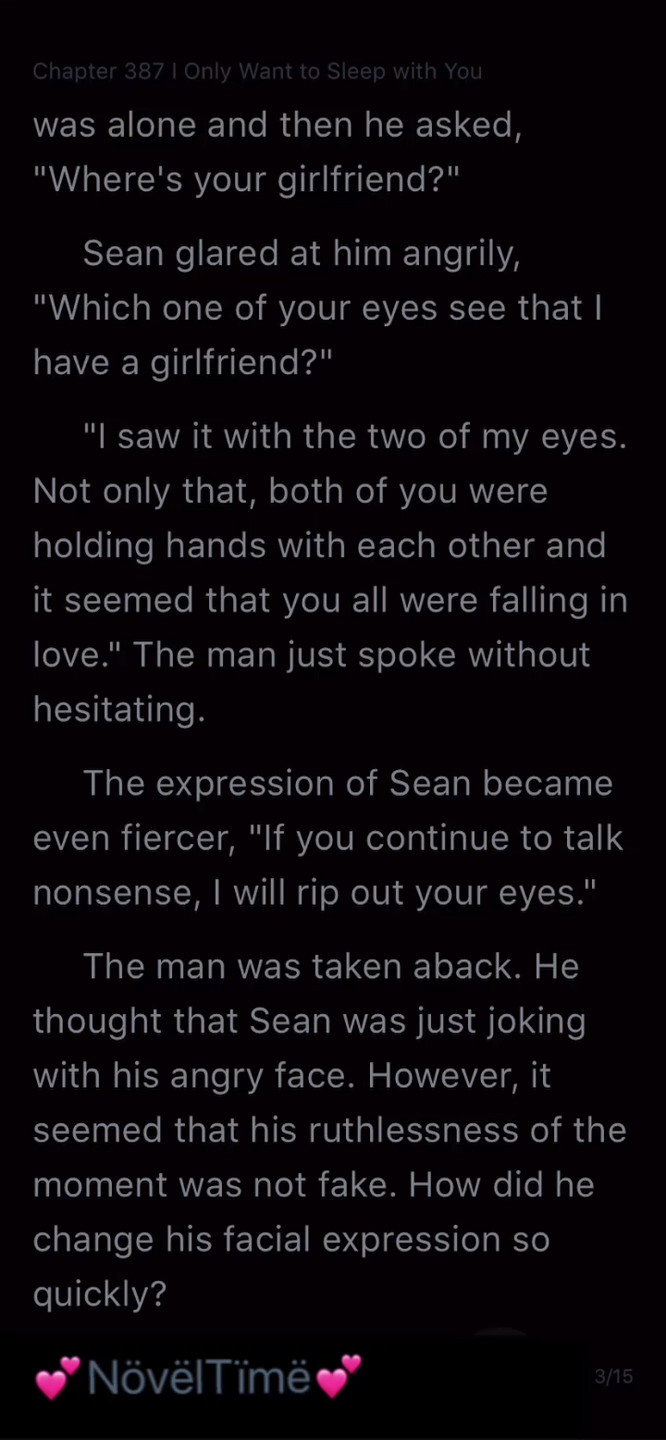 Chapter 387 I Only Want to Sleep with You
was alone and then he asked,
"Where's your girlfriend?"
Sean glared at him angrily,
"Which one of your eyes see that I
have a girlfriend?"
"I saw it with the two of my eyes.
Not only that, both of you were
holding hands with each other and
it seemed that you all were falling in
love." The man just spoke without
hesitating.
The expression of Sean became
even fiercer, "If you continue to talk
nonsense, I will rip out your eyes."
The man was taken aback. He
thought that Sean was just joking
with his angry face. However, it
seemed that his ruthlessness of the
moment was not fake. How did he
change his facial expression so
quickly?
💕NövëlTïmë💕
3/15